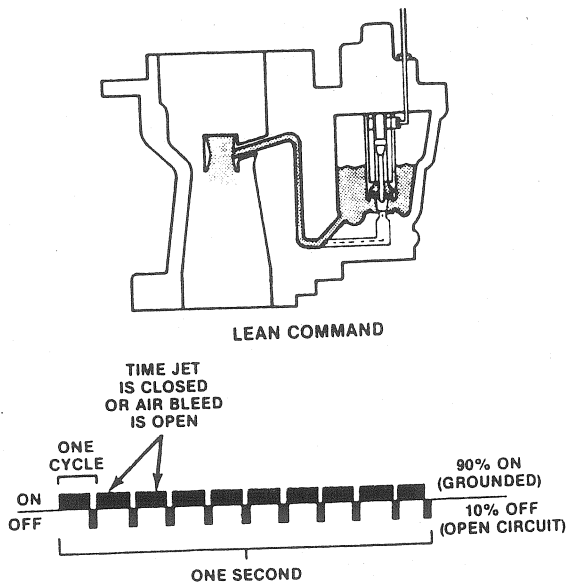 LEAN COMMAND
TIME JET
IS CLOSED
OR AIR BLEED
IS OPEN
ONE
CYCLE
ON
OFF
90% ON
(GROUNDED)
10% OFF
(OPEN CIRCUIT)
ONE SECOND